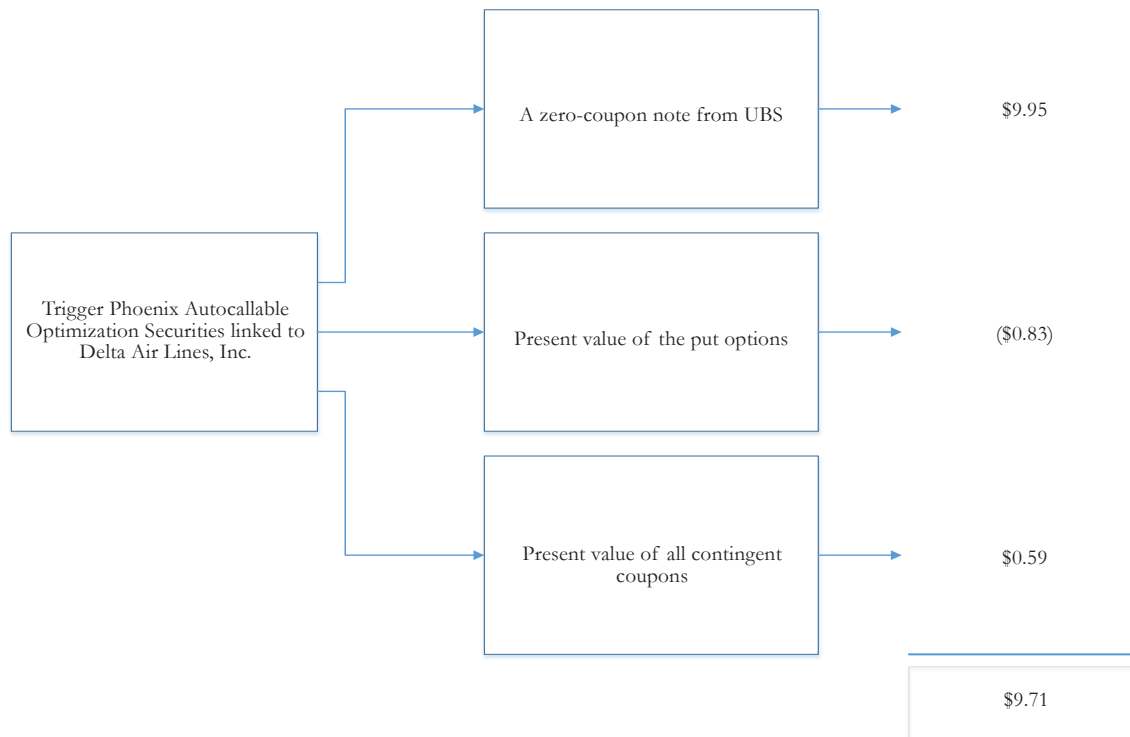 A zero-coupon note from UBS
$9.95
Trigger Phoenix Autocallable
Optimization Securities linked to
Delta Air Lines, Inc.
Present value of the put options
($0.83)
Present value of all contingent
coupons
$0.59
$9.71